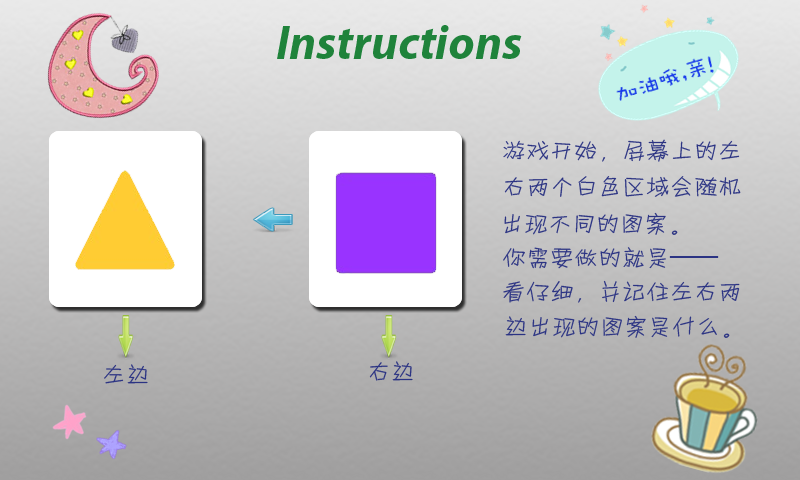 Instructions
加油哦,亲!
游戏开始，屏幕上的左
右两个白色区域会随机
出现不同的图案。
你需要做的就是——
看仔细，并记住左右两
边出现的图案是什么。
左边
右边